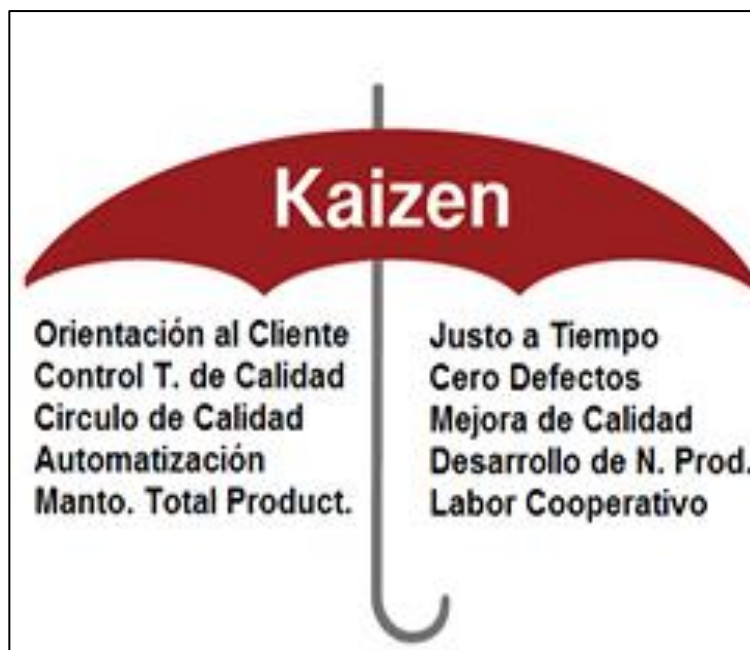 Kaizen
Orientación al Cliente
Control T. de Calidad
Circulo de Calidad
Automatización
Manto. Total Product.
Justo a Tiempo
Cero Defectos
Mejora de Calidad
Desarrollo de N. Prod.
Labor Cooperativo